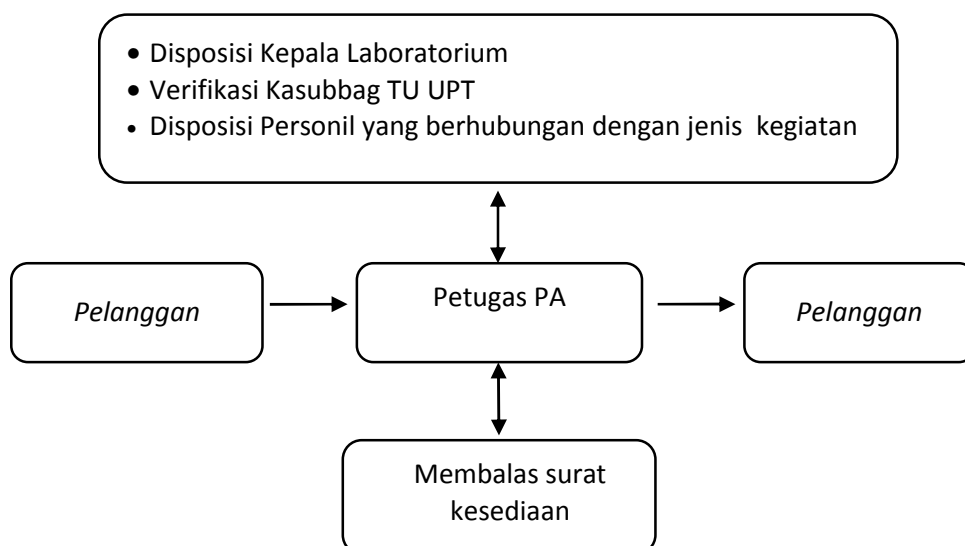 • Disposisi Kepala Laboratorium
• Verifikasi Kasubbag TU UPT
• Disposisi Personil yang berhubungan dengan jenis kegiatan
Pelanggan
Petugas PA
Pelanggan
Membalas surat
kesediaan